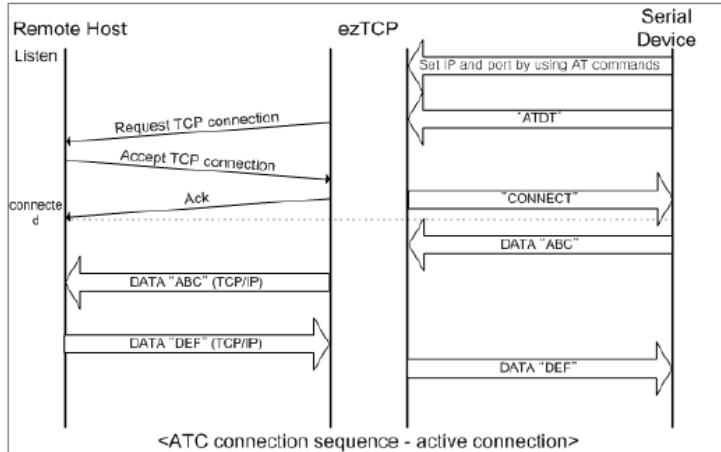 Remote Host
ezTCP
Serial
Device
Listen
Set IP and port by using AT commands
Request TCP connection
"ATDT"
Accept TCP connection
Ack
"CONNECT"
connecte
d
DATA "ABC"
DATA "ABC" (TCP/IP)
DATA "DEF" (TCP/IP)
DATA "DEF"
<ATC connection sequence - active connection>